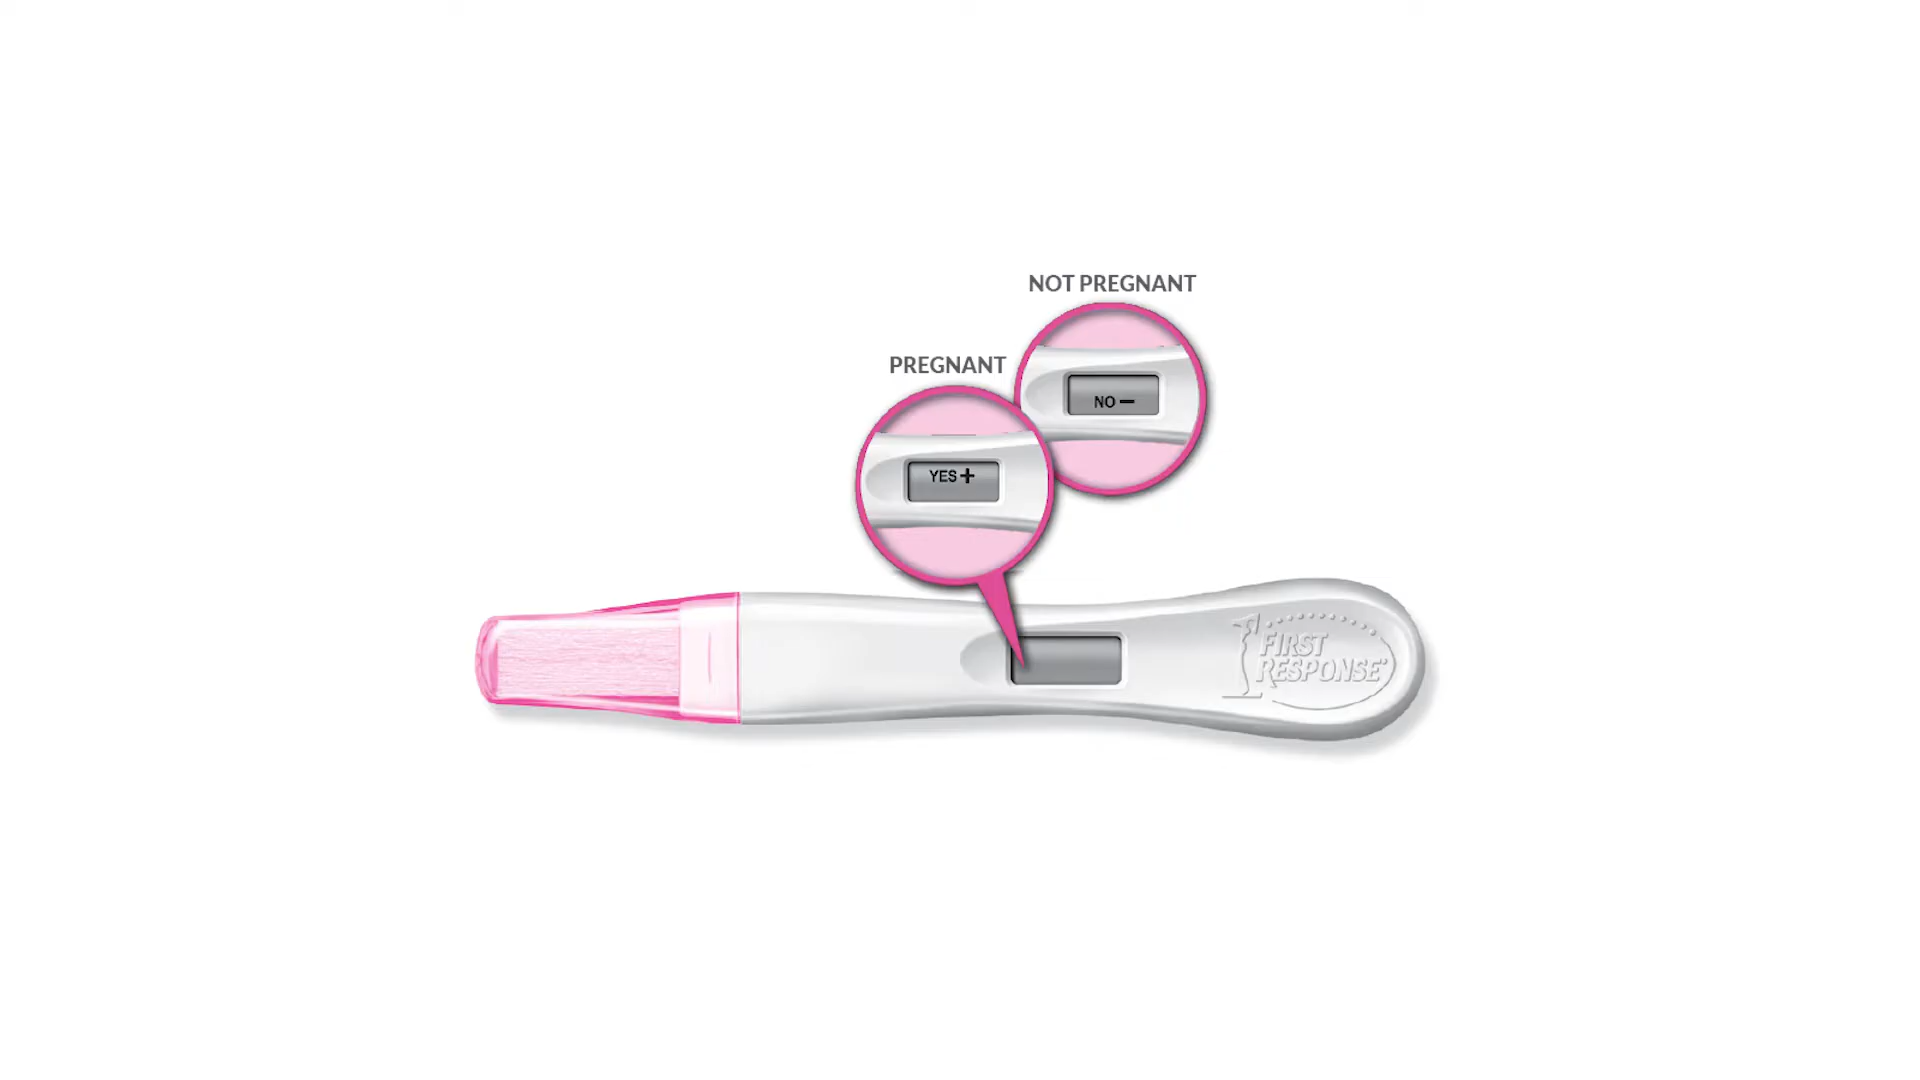 NOT PREGNANT
NO −
PREGNANT
YES +
FIRST
RESPONSE